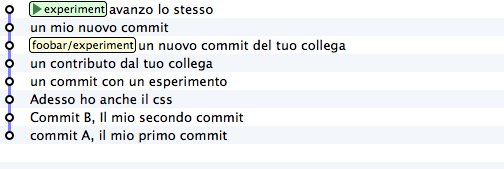 experiment avanzo lo stesso
un mio nuovo commit
foobar/experiment un nuovo commit del tuo collega
un contributo dal tuo collega
un commit con un esperimento
Adesso ho anche il css
Commit B, Il mio secondo commit
commit A, il mio primo commit